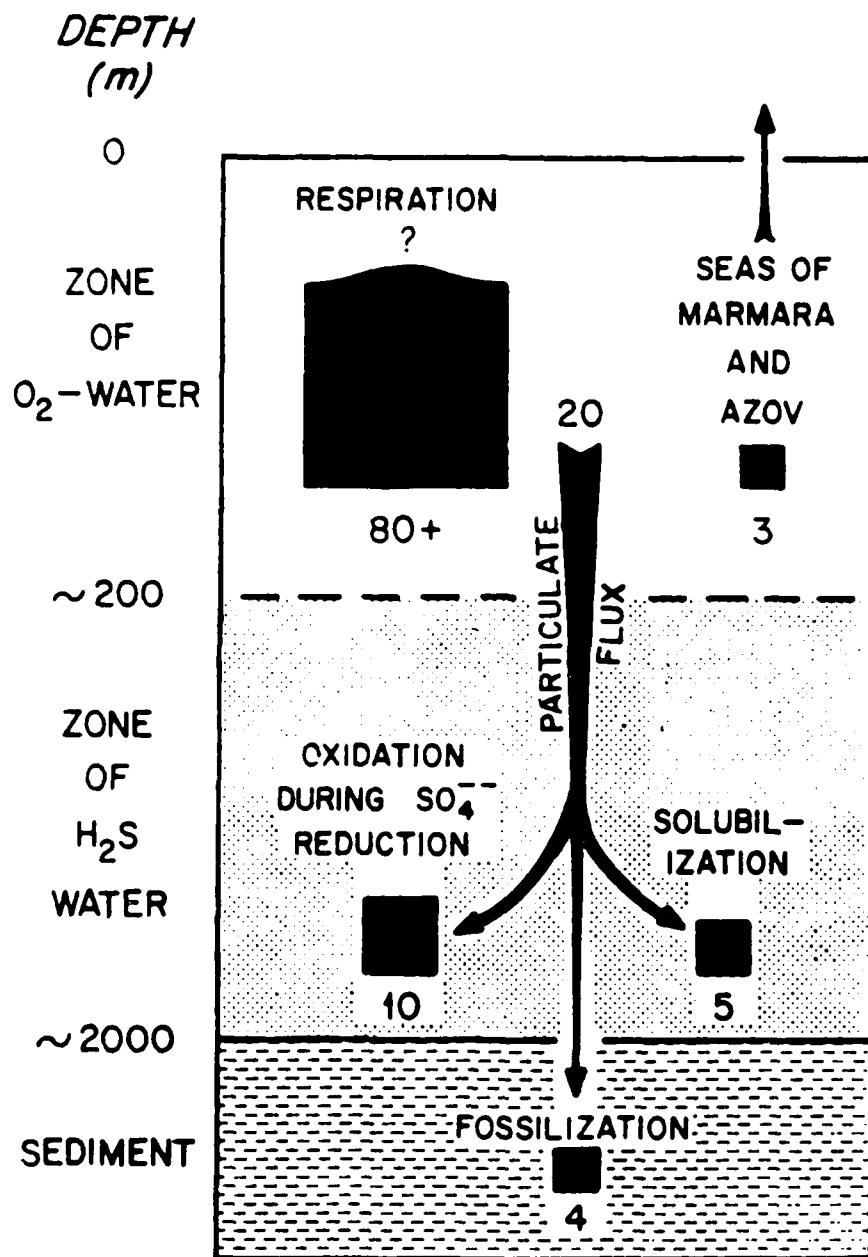 DEPTH
(m)
0
RESPIRATION
?
SEAS OF
MARMARA
AND
AZOV
ZONE
OF
O₂-WATER
20
80+
3
~200
PARTICULATE
FLUX
ZONE
OF
H₂S
WATER
OXIDATION
DURING SO₄⁻⁻
REDUCTION
SOLUBIL-
IZATION
10
5
~2000
SEDIMENT
FOSSILIZATION
4